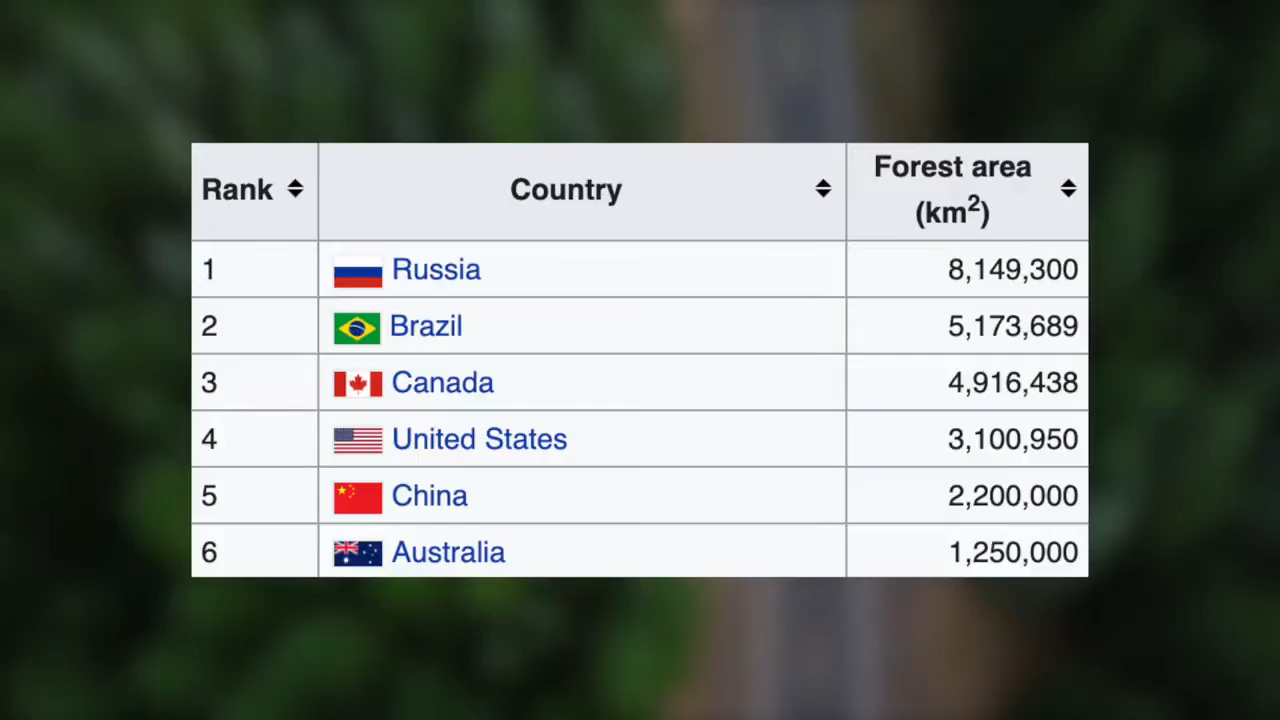 Rank Country Forest area
(km²)
1 Russia 8,149,300
2 Brazil 5,173,689
3 Canada 4,916,438
4 United States 3,100,950
5 China 2,200,000
6 Australia 1,250,000